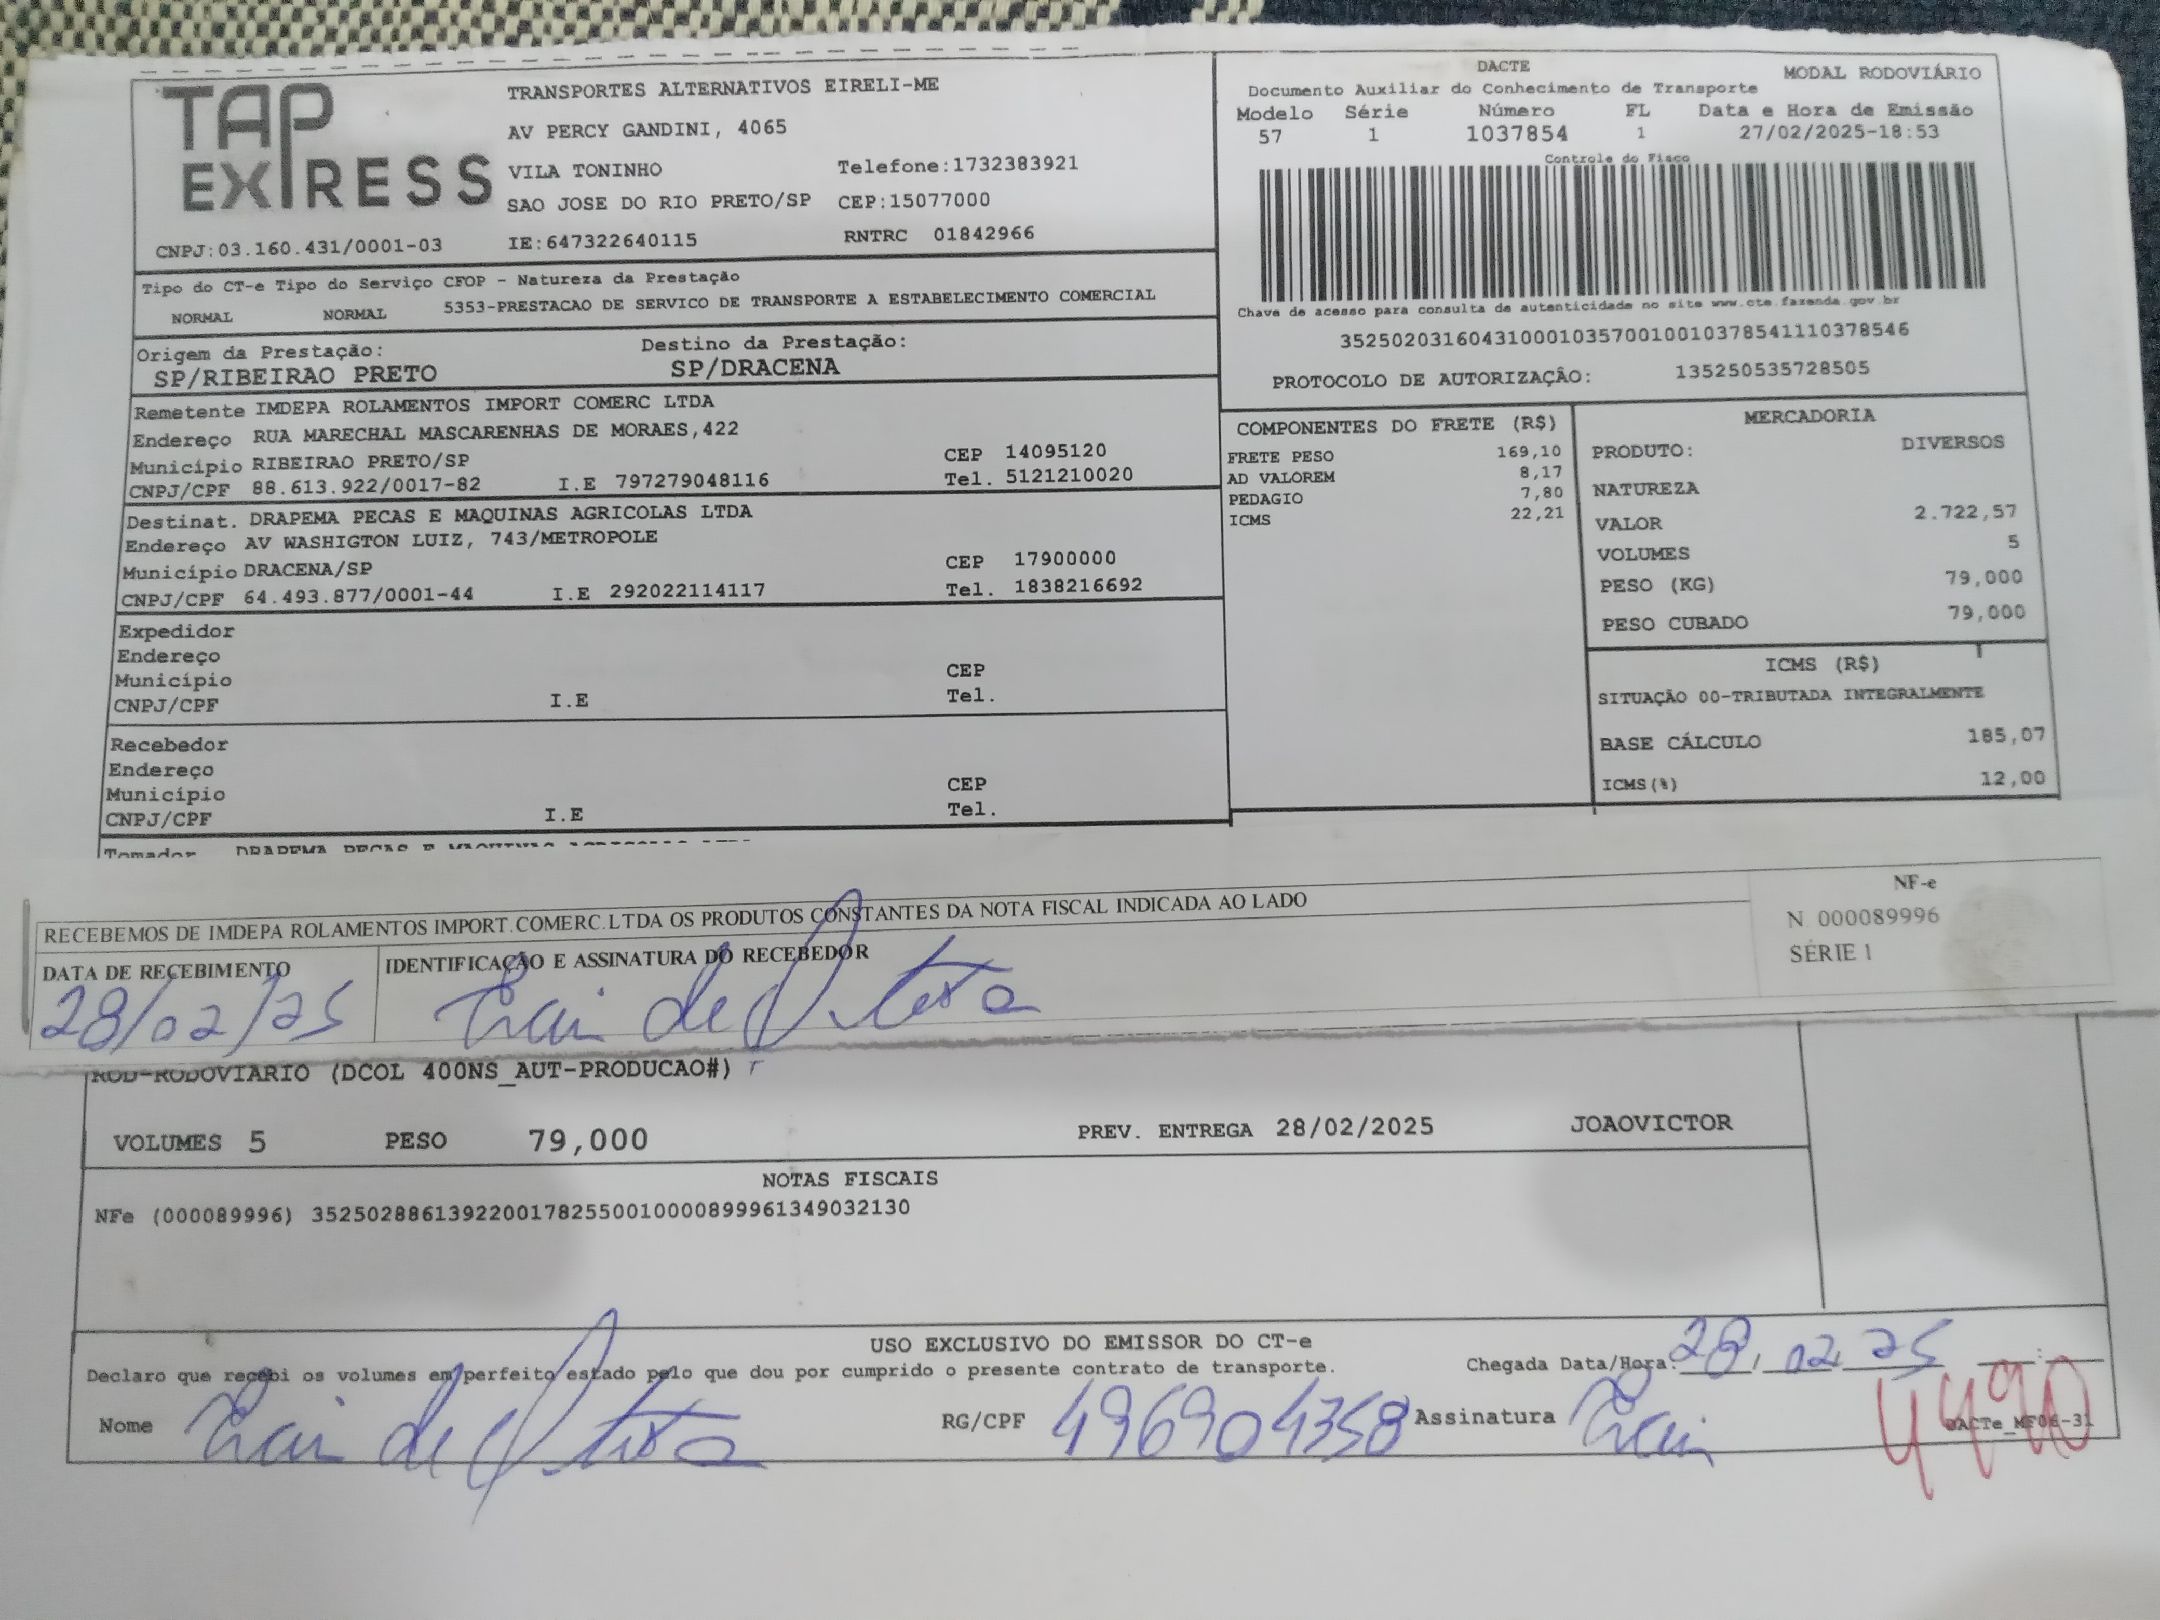 TAP EXPRESS
TRANSPORTES ALTERNATIVOS EIRELI-ME
AV PERCY GANDINI, 4065
VILA TONINHO Telefone:1732383921
SAO JOSE DO RIO PRETO/SP CEP:15077000
CNPJ:03.160.431/0001-03 IE:647322640115 RNTRC 01842966
DACTE MODAL RODOVIÁRIO
Documento Auxiliar do Conhecimento de Transporte
Modelo Série Número FL Data e Hora de Emissão
57 1 1037854 1 27/02/2025-18:53
Controle do Fisco
Chave de acesso para consulta de autenticidade no site www.cte.fazenda.gov.br
35250203160431000103570010010378541110378546
PROTOCOLO DE AUTORIZAÇÃO: 135250535728505
Tipo do CT-e Tipo do Serviço CFOP - Natureza da Prestação
NORMAL NORMAL 5353-PRESTACAO DE SERVICO DE TRANSPORTE A ESTABELECIMENTO COMERCIAL
Origem da Prestação: Destino da Prestação:
SP/RIBEIRAO PRETO SP/DRACENA
Remetente IMDEPA ROLAMENTOS IMPORT COMERC LTDA
Endereço RUA MARECHAL MASCARENHAS DE MORAES,422
Município RIBEIRAO PRETO/SP CEP 14095120
CNPJ/CPF 88.613.922/0017-82 I.E 797279048116 Tel. 5121210020
Destinat. DRAPEMA PECAS E MAQUINAS AGRICOLAS LTDA
Endereço AV WASHIGTON LUIZ, 743/METROPOLE
Município DRACENA/SP CEP 17900000
CNPJ/CPF 64.493.877/0001-44 I.E 292022114117 Tel. 1838216692
Expedidor
Endereço
Município CEP
CNPJ/CPF I.E Tel.
Recebedor
Endereço
Município CEP
CNPJ/CPF I.E Tel.
Tomador DRAPEMA PECAS E MAQUINAS AGRICOLAS LTDA
COMPONENTES DO FRETE (R$)
FRETE PESO 169,10
AD VALOREM 8,17
PEDAGIO 7,80
ICMS 22,21
MERCADORIA
PRODUTO: DIVERSOS
NATUREZA
VALOR 2.722,57
VOLUMES 5
PESO (KG) 79,000
PESO CUBADO 79,000
ICMS (R$)
SITUAÇÃO 00-TRIBUTADA INTEGRALMENTE
BASE CÁLCULO 185,07
ICMS(%) 12,00
RECEBEMOS DE IMDEPA ROLAMENTOS IMPORT.COMERC.LTDA OS PRODUTOS CONSTANTES DA NOTA FISCAL INDICADA AO LADO
NF-e
N 000089996
SÉRIE 1
DATA DE RECEBIMENTO IDENTIFICAÇÃO E ASSINATURA DO RECEBEDOR
28/02/25
ROD-RODOVIARIO (DCOL 400NS_AUT-PRODUCAO#)
VOLUMES 5 PESO 79,000 PREV. ENTREGA 28/02/2025 JOAOVICTOR
NOTAS FISCAIS
NFe (000089996) 35250288613922001782550010000899961349032130
USO EXCLUSIVO DO EMISSOR DO CT-e
Declaro que recebi os volumes em perfeito estado pelo que dou por cumprido o presente contrato de transporte. Chegada Data/Hora: 28/02/25
Nome RG/CPF 496904358 Assinatura
DACTe_MF06-31
4490